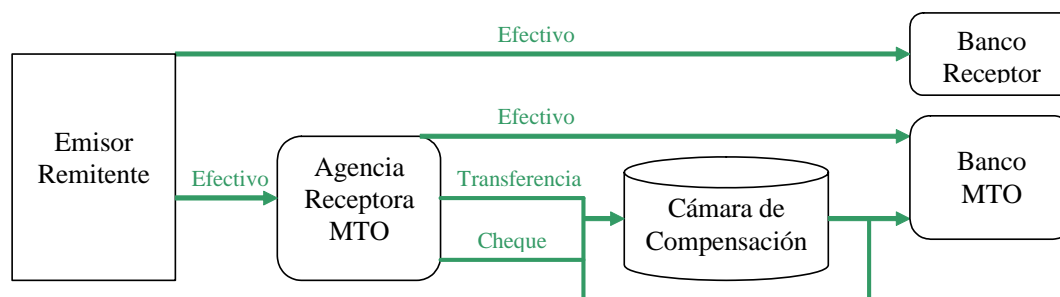 Efectivo
Banco
Receptor
Emisor
Remitente
Efectivo
Efectivo
Agencia
Receptora
MTO
Transferencia
Cheque
Cámara de
Compensación
Banco
MTO